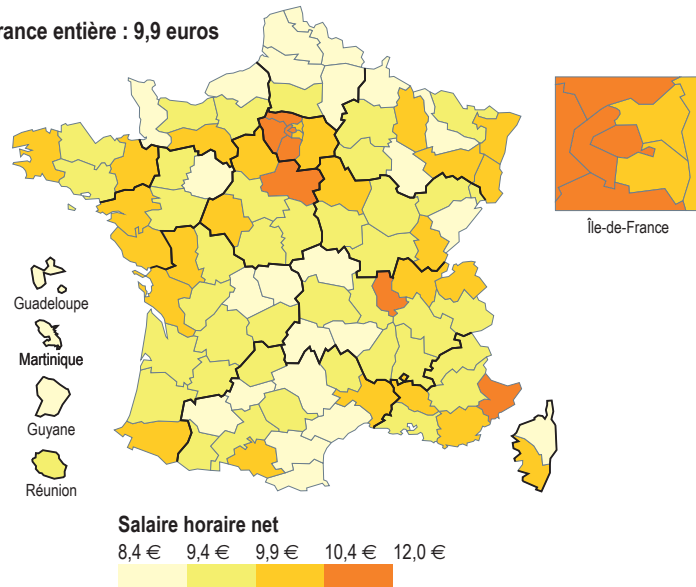 rance entière : 9,9 euros
Île-de-France
Guadeloupe
Martinique
Guyane
Réunion
Salaire horaire net
8,4 € 9,4 € 9,9 € 10,4 € 12,0 €